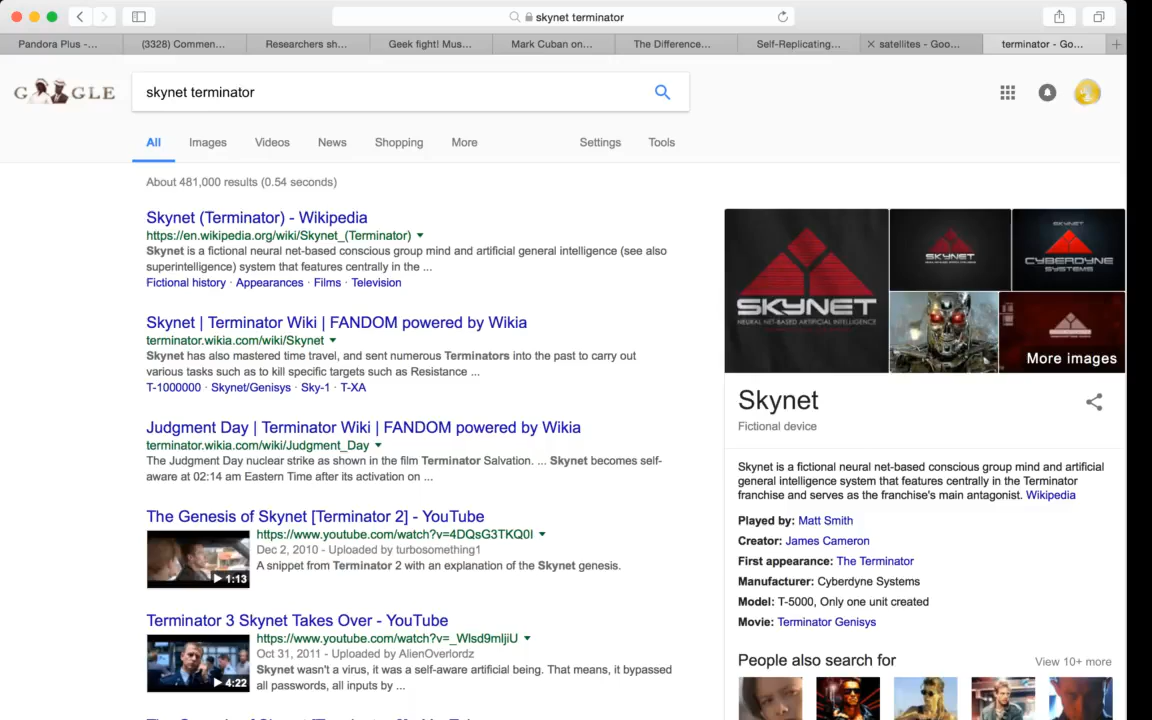 skynet terminator
Pandora Plus -...
(3328) Commen...
Researchers sh...
Geek fight! Mus...
Mark Cuban on...
The Difference...
Self-Replicating...
satellites - Goo...
terminator - Go...
G GLE
skynet terminator
All
Images
Videos
News
Shopping
More
Settings
Tools
About 481,000 results (0.54 seconds)
Skynet (Terminator) - Wikipedia
https://en.wikipedia.org/wiki/Skynet_(Terminator)
Skynet is a fictional neural net-based conscious group mind and artificial general intelligence (see also
superintelligence) system that features centrally in the ...
Fictional history · Appearances · Films · Television
Skynet | Terminator Wiki | FANDOM powered by Wikia
terminator.wikia.com/wiki/Skynet
Skynet has also mastered time travel, and sent numerous Terminators into the past to carry out
various tasks such as to kill specific targets such as Resistance ...
T-1000000 · Skynet/Genisys · Sky-1 · T-XA
Judgment Day | Terminator Wiki | FANDOM powered by Wikia
terminator.wikia.com/wiki/Judgment_Day
The Judgment Day nuclear strike as shown in the film Terminator Salvation. ... Skynet becomes self-
aware at 02:14 am Eastern Time after its activation on ...
The Genesis of Skynet [Terminator 2] - YouTube
https://www.youtube.com/watch?v=4DQsG3TKQ0I
Dec 2, 2010 - Uploaded by turbosomething1
A snippet from Terminator 2 with an explanation of the Skynet genesis.
1:13
Terminator 3 Skynet Takes Over - YouTube
https://www.youtube.com/watch?v=_Wlsd9mljiU
Oct 31, 2011 - Uploaded by AlienOverlordz
Skynet wasn't a virus, it was a self-aware artificial being. That means, it bypassed
all passwords, all inputs by ...
4:22
SKYNET
NEURAL NET-BASED ARTIFICIAL INTELLIGENCE
SKYNET
SKYNET
CYBERDYNE
SYSTEMS
More images
Skynet
Fictional device
Skynet is a fictional neural net-based conscious group mind and artificial
general intelligence system that features centrally in the Terminator
franchise and serves as the franchise's main antagonist. Wikipedia
Played by: Matt Smith
Creator: James Cameron
First appearance: The Terminator
Manufacturer: Cyberdyne Systems
Model: T-5000, Only one unit created
Movie: Terminator Genisys
People also search for
View 10+ more